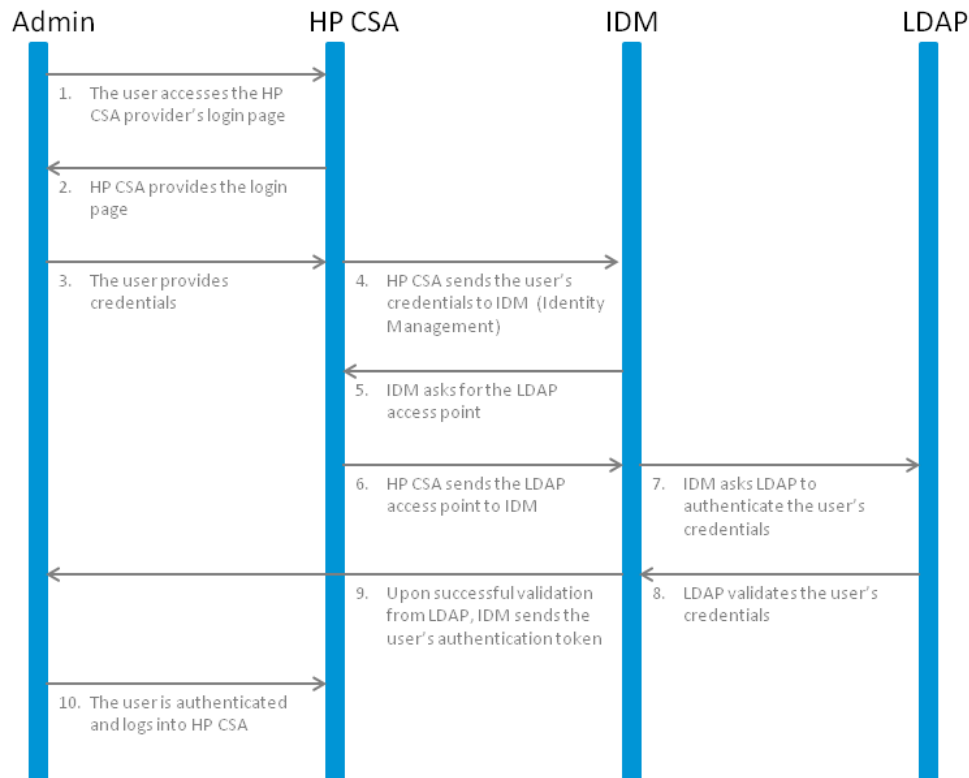 Admin HP CSA IDM LDAP
1. The user accesses the HP
CSA provider's login page
2. HP CSA provides the login
page
3. The user provides
credentials
4. HP CSA sends the user's
credentials to IDM (Identity
Management)
5. IDM asks for the LDAP
access point
6. HP CSA sends the LDAP
access point to IDM
7. IDM asks LDAP to
authenticate the user's
credentials
8. LDAP validates the user's
credentials
9. Upon successful validation
from LDAP, IDM sends the
user's authentication token
10. The user is authenticated
and logs into HP CSA